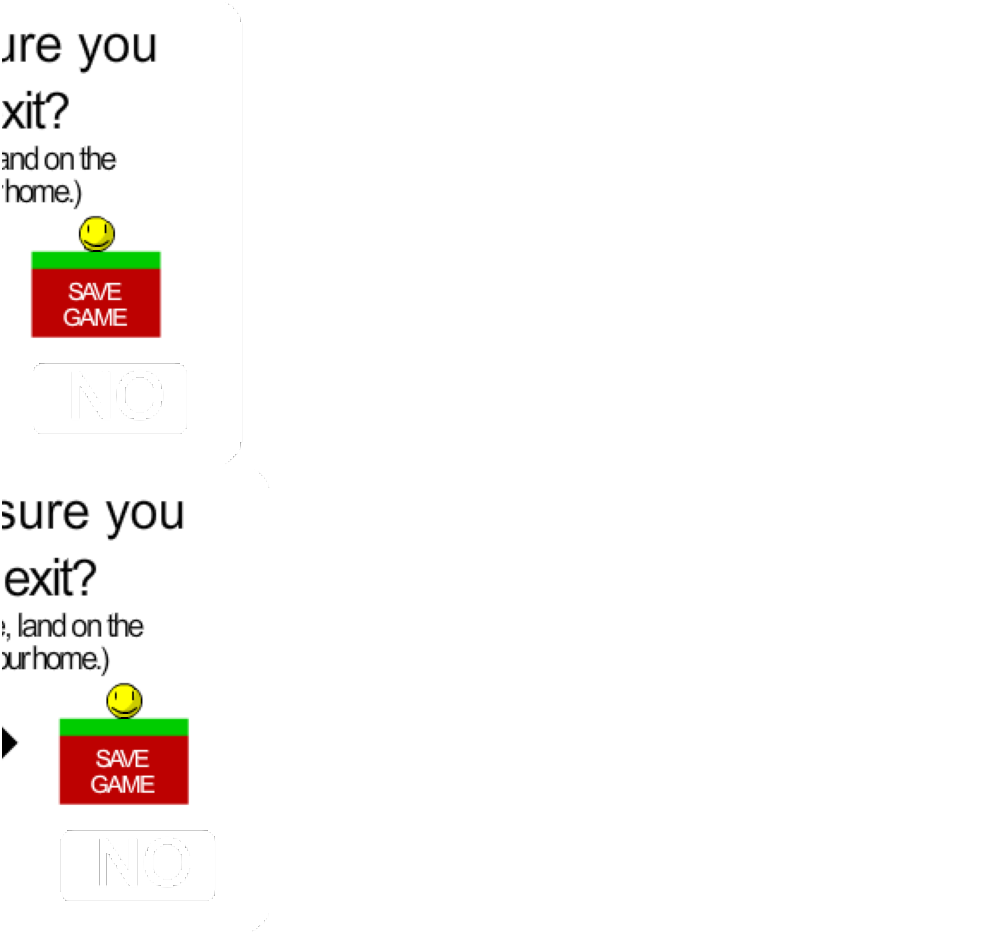 ure you
xit?
and on the
home.)
SAVE
GAME
NO
sure you
exit?
, land on the
our home.)
SAVE
GAME
NO